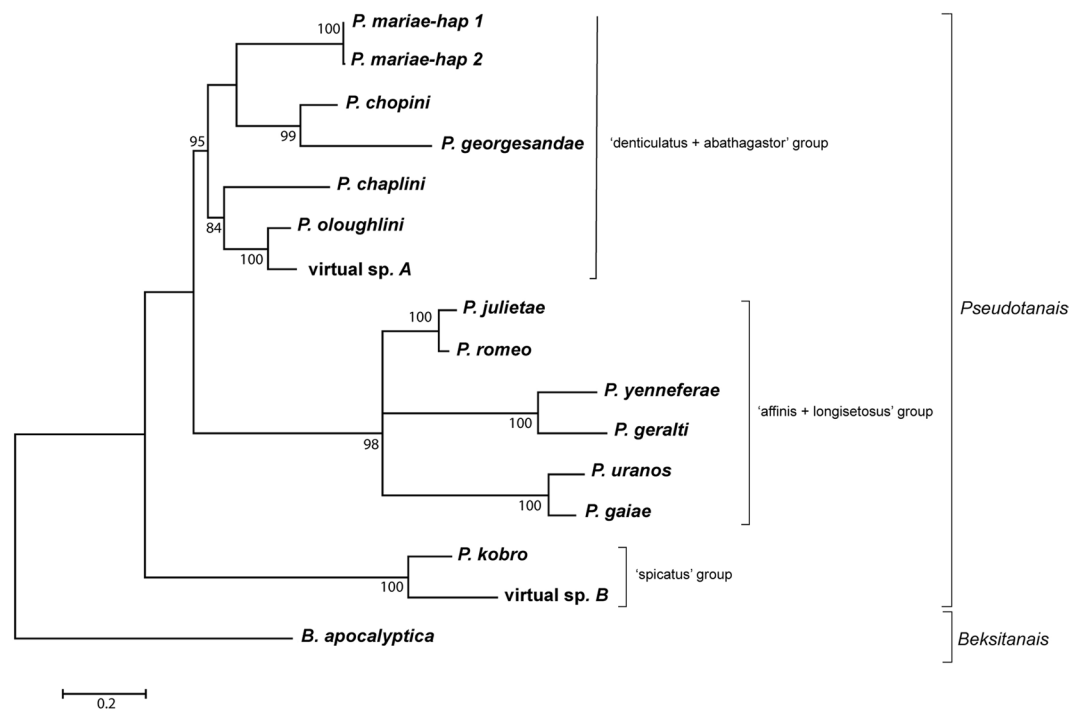 P. mariae-hap 1
100
P. mariae-hap 2
P. chopini
99
P. georgesandae
'denticulatus + abathagastor' group
95
P. chaplini
84
P. oloughlini
100
virtual sp. A
P. julietae
100
Pseudotanais
P. romeo
P. yenneferae
'affinis + longisetosus' group
100
P. geralti
98
P. uranos
100
P. gaiae
P. kobro
'spicatus' group
100
virtual sp. B
B. apocalyptica
Beksitanais
0.2